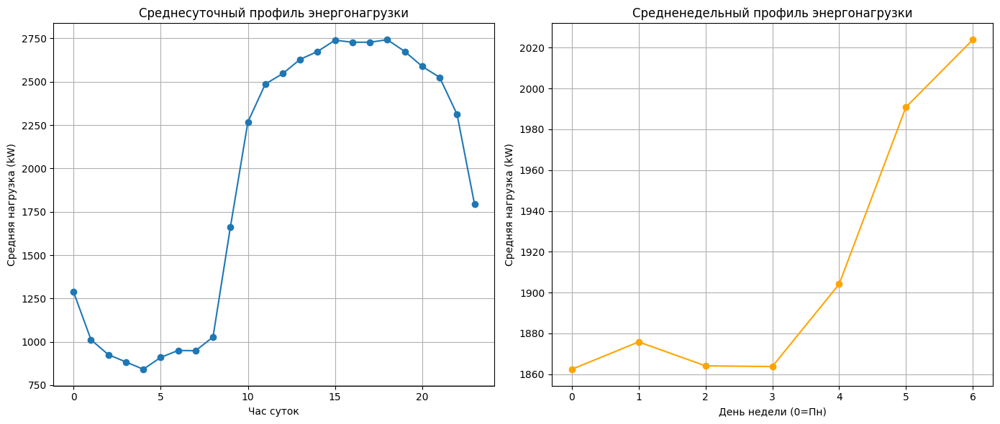 Среднесуточный профиль энергонагрузки
Средняя нагрузка (kW)
2750
2500
2250
2000
1750
1500
1250
1000
750
0 5 10 15 20
Час суток
Средненедельный профиль энергонагрузки
Средняя нагрузка (kW)
2020
2000
1980
1960
1940
1920
1900
1880
1860
0 1 2 3 4 5 6
День недели (0=Пн)